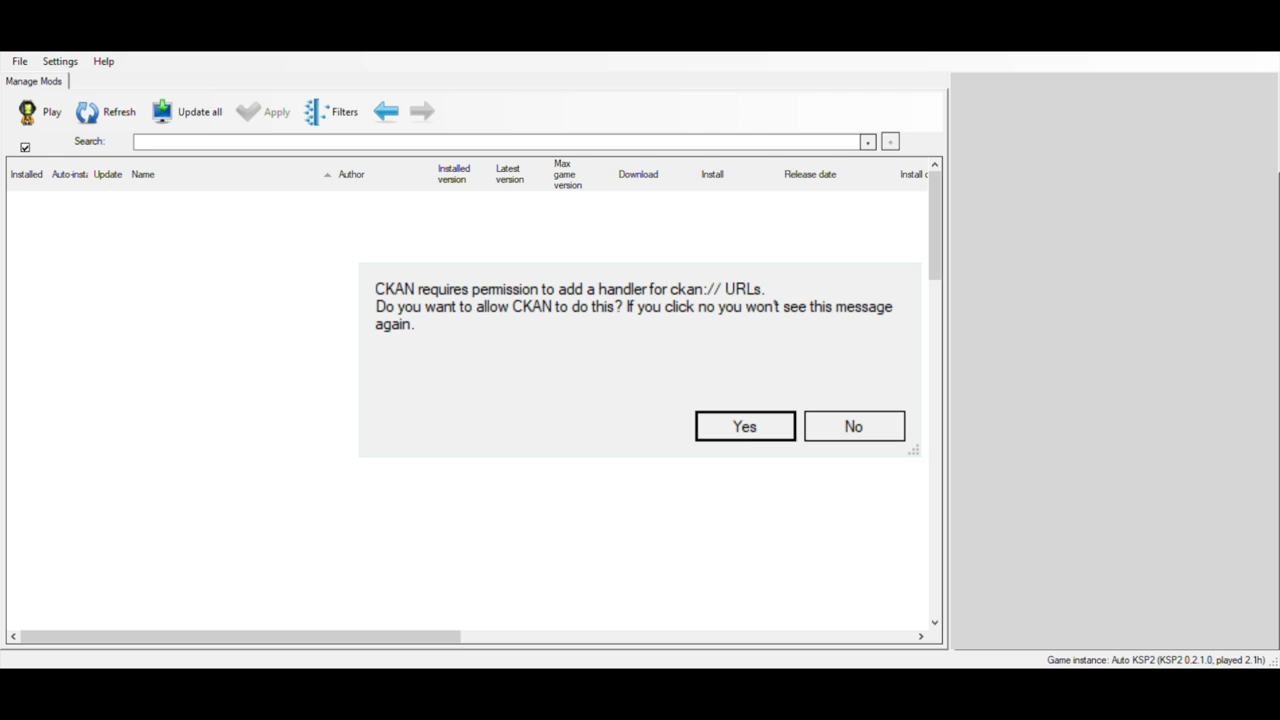 File Settings Help
Manage Mods
Play Refresh Update all Apply Filters
Search:
Installed Auto-insta Update Name Author Installed version Latest version Max game version Download Install Release date Install
CKAN requires permission to add a handler for ckan:// URLs.
Do you want to allow CKAN to do this? If you click no you won't see this message
again.
Yes No
Game instance: Auto KSP2 (KSP2 0.2.1.0, played 2.1h)